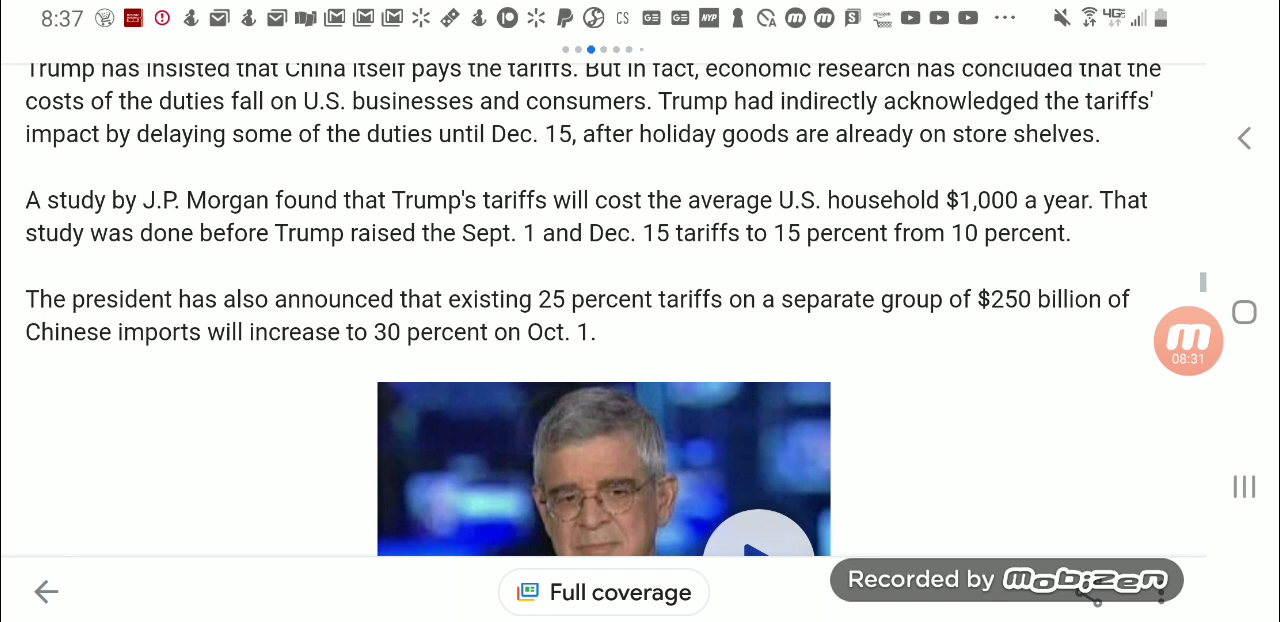 8:37 CS GE GE NYP 4GE
Trump has insisted that China itself pays the tariffs. But in fact, economic research has concluded that the
costs of the duties fall on U.S. businesses and consumers. Trump had indirectly acknowledged the tariffs'
impact by delaying some of the duties until Dec. 15, after holiday goods are already on store shelves.
A study by J.P. Morgan found that Trump's tariffs will cost the average U.S. household $1,000 a year. That
study was done before Trump raised the Sept. 1 and Dec. 15 tariffs to 15 percent from 10 percent.
The president has also announced that existing 25 percent tariffs on a separate group of $250 billion of
Chinese imports will increase to 30 percent on Oct. 1.
m
08:31
Full coverage
Recorded by mobizen